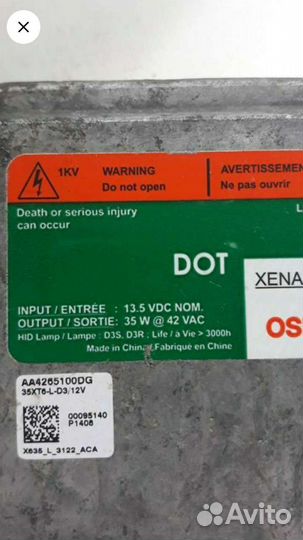 1KV
WARNING
Do not open
AVERTISSEMEN
Ne pas ouvrir
Death or serious injury
can occur
L
DOT
XENA
OS
INPUT / ENTRÉE : 13.5 VDC NOM.
OUTPUT / SORTIE: 35 W @ 42 VAC
HID Lamp / Lampe : D3S, D3R ; Life / a Vie > 3000h
Made in China / Fabrique en Chine
AA4265100DG
35XT6-L-D3/12V
00095140
P1408
X635_L_3122_ACA
Avito